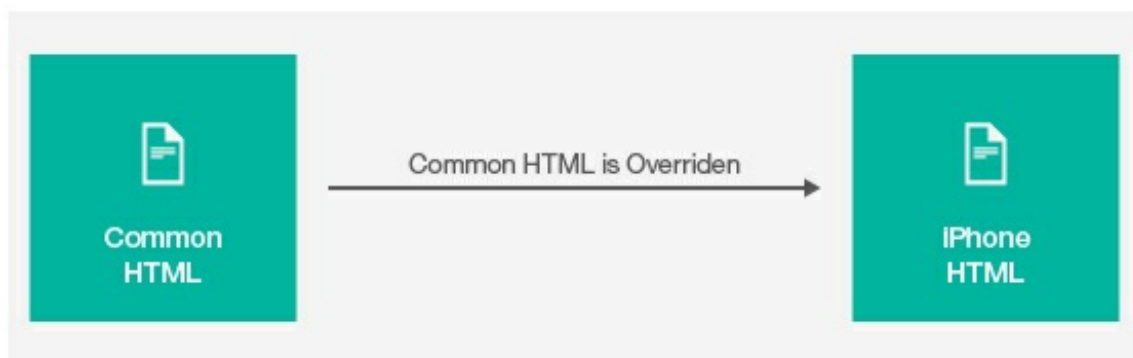 Common HTML is Overriden
Common
HTML
iPhone
HTML